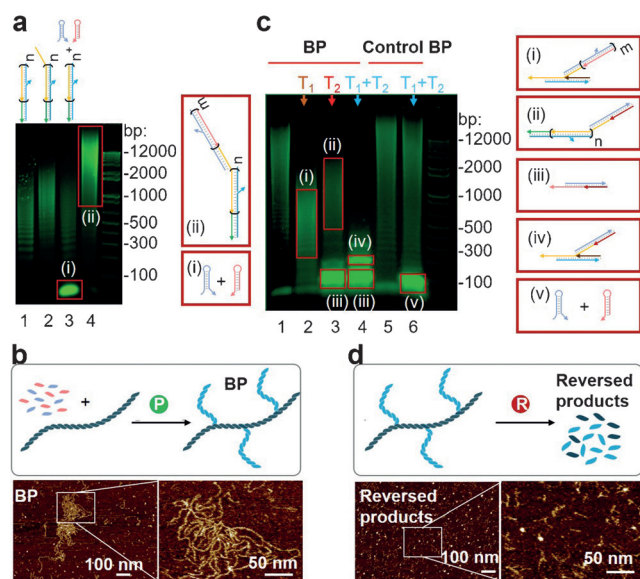 a
n
n
n
+
bp:
-12000
-2000
-1000
-500
-300
-100
(ii)
(i)
1 2 3 4
m
n
(ii)
(i)
+
c
BP Control BP
T1 T2 T1+T2 T1+T2
bp:
-12000
-2000
-1000
-500
-300
-100
(i)
(ii)
(iv)
(iii) (iii) (v)
1 2 3 4 5 6
(i)
m
(ii)
n
(iii)
(iv)
(v)
+
b
+
P
BP
BP
100 nm
50 nm
d
R
Reversed
products
Reversed
products
100 nm
50 nm